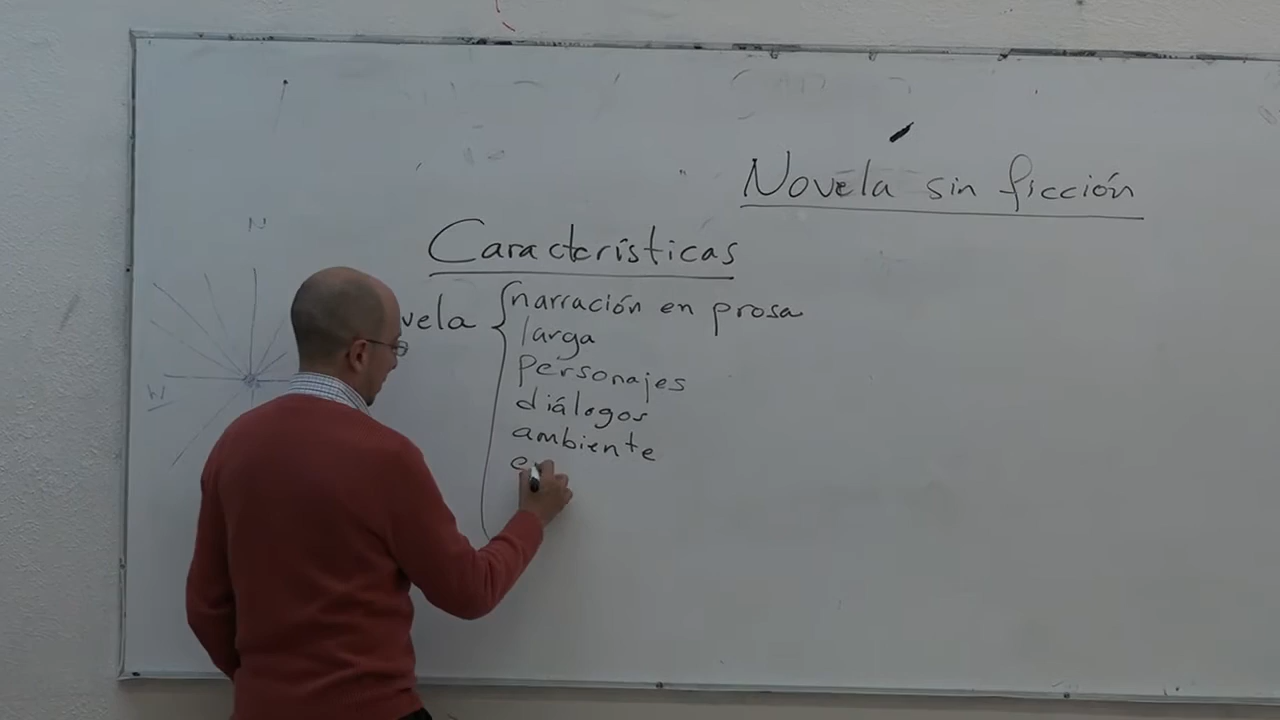 Novela sin ficción
Características
vela
narración en prosa
larga
personajes
diálogos
ambiente
N
W